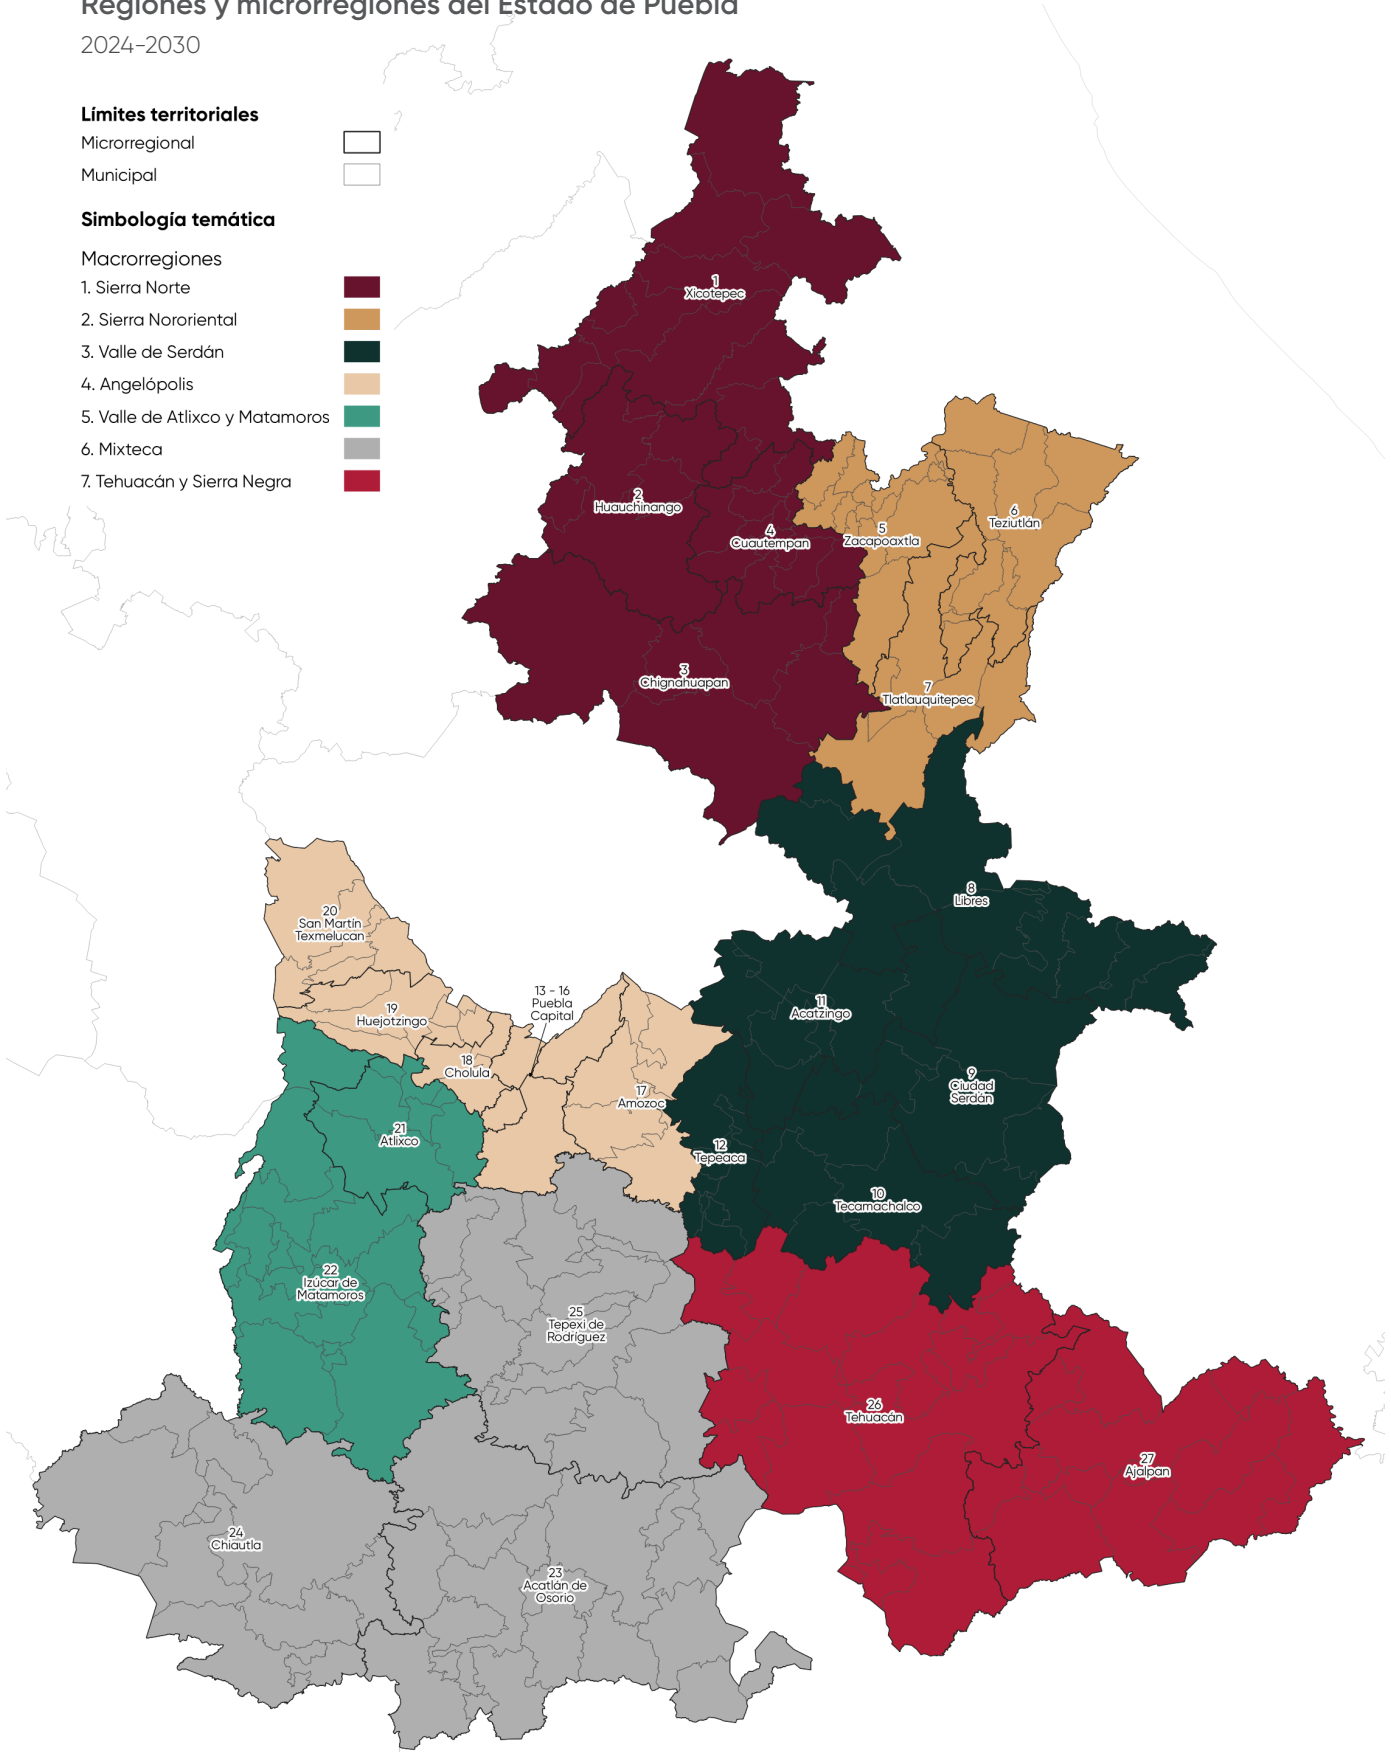 Regiones y microrregiones del Estado de Puebla
2024-2030
Límites territoriales
Microrregional
Municipal
Simbología temática
Macrorregiones
1. Sierra Norte
2. Sierra Nororiental
3. Valle de Serdán
4. Angelópolis
5. Valle de Atlixco y Matamoros
6. Mixteca
7. Tehuacán y Sierra Negra
1
Xicotepec
2
Huauchinango
4
Cuautempan
5
Zacapoaxtla
6
Teziutlán
3
Chignahuapan
7
Tlatlauquitepec
8
Libres
20
San Martín
Texmelucan
13 - 16
Puebla
Capital
19
Huejotzingo
11
Acatzingo
18
Cholula
17
Amozoc
9
Ciudad
Serdán
21
Atlixco
12
Tepeaca
10
Tecamachalco
22
Izúcar de
Matamoros
25
Tepexi de
Rodríguez
26
Tehuacán
27
Ajalpan
24
Chiautla
23
Acatlán de
Osorio